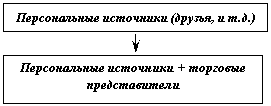 Персональные источники (друзья, и т.д.)
Персональные источники + торговые
представители